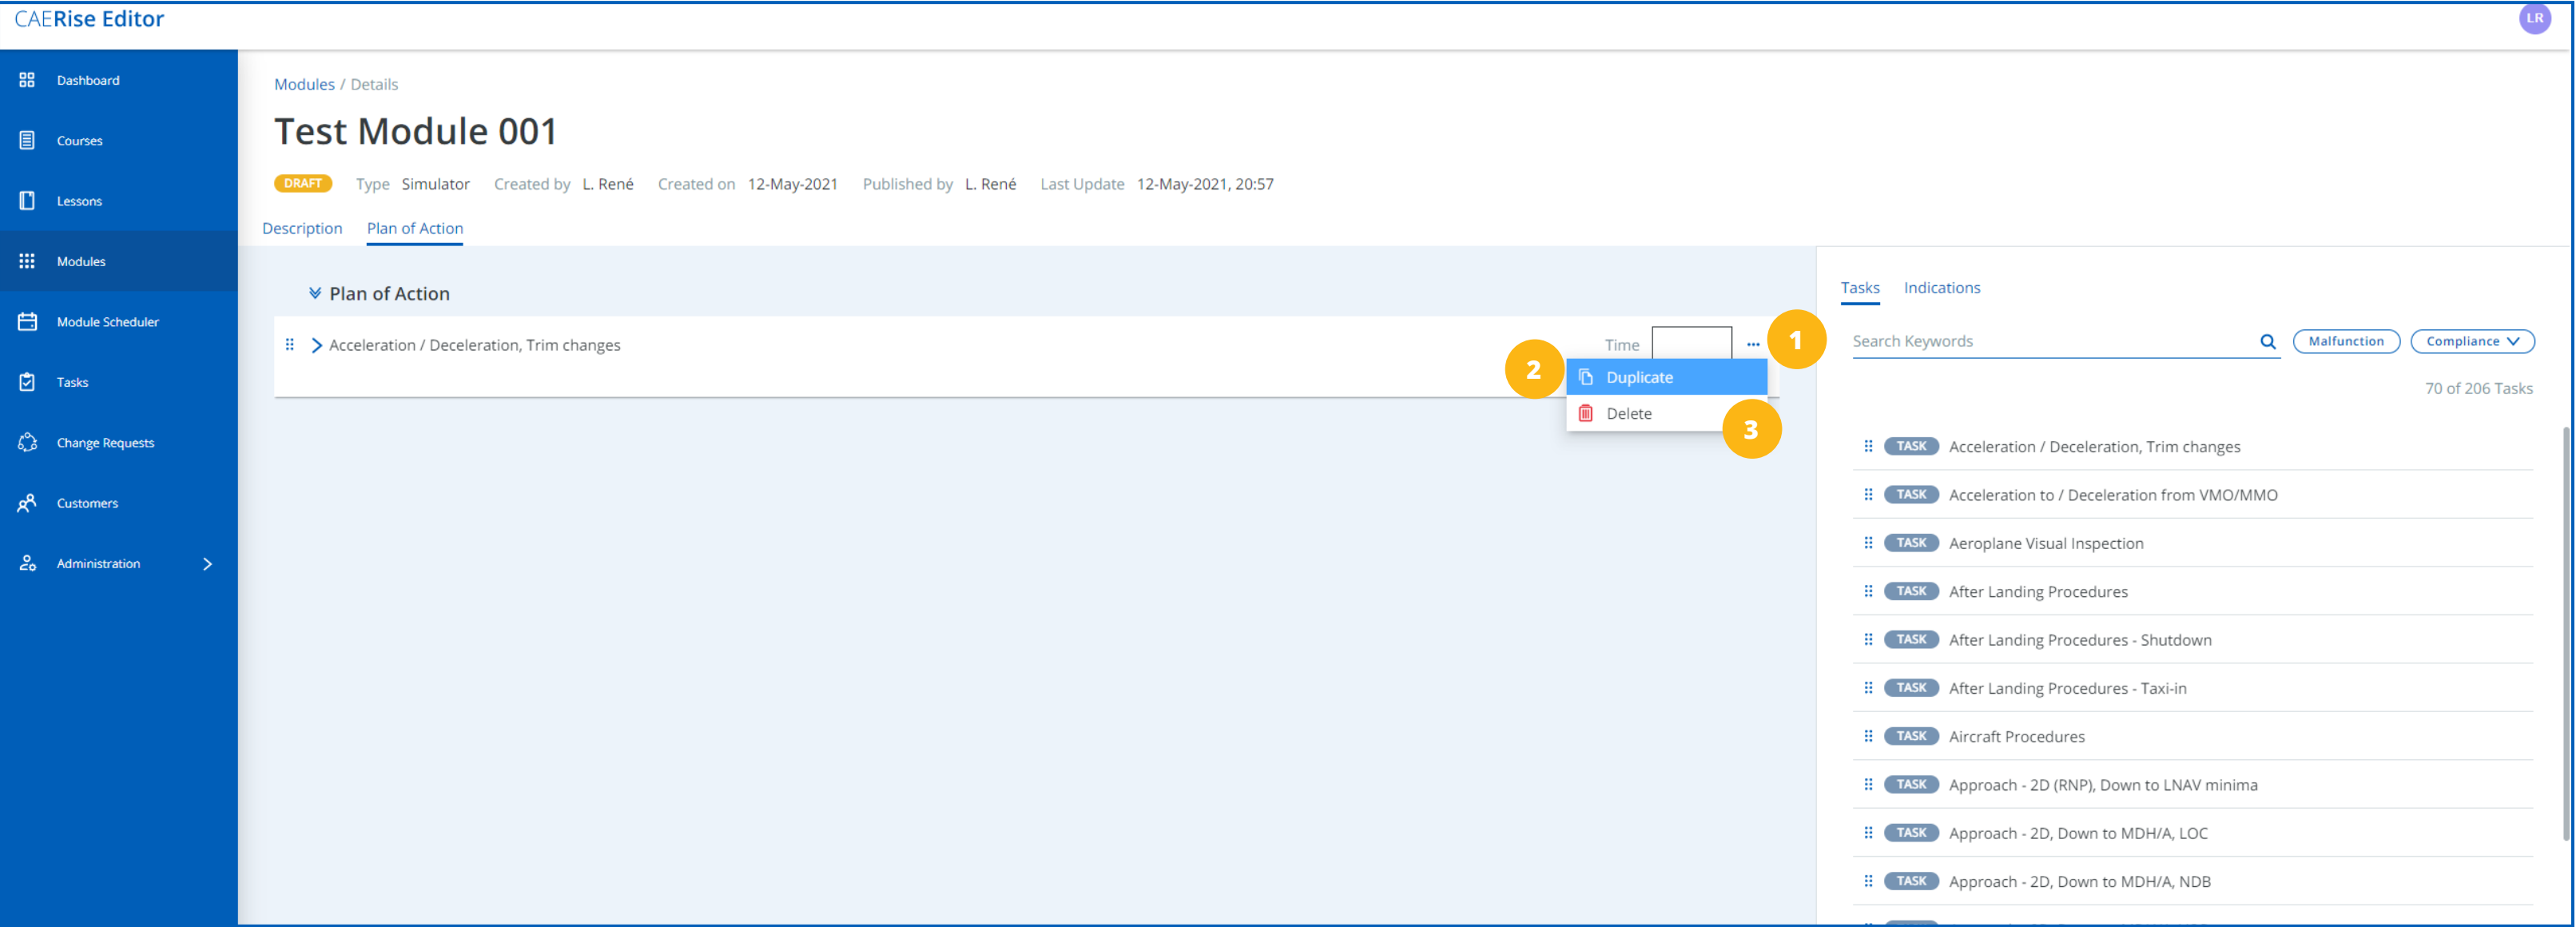 CAERise Editor
LR
Dashboard
Courses
Lessons
Modules
Module Scheduler
Tasks
Change Requests
Customers
Administration
Modules / Details
Test Module 001
DRAFT Type Simulator Created by L. René Created on 12-May-2021 Published by L. René Last Update 12-May-2021, 20:57
Description Plan of Action
Plan of Action
Acceleration / Deceleration, Trim changes Time
1
2
Duplicate
Delete
3
Tasks Indications
Search Keywords Malfunction Compliance
70 of 206 Tasks
TASK Acceleration / Deceleration, Trim changes
TASK Acceleration to / Deceleration from VMO/MMO
TASK Aeroplane Visual Inspection
TASK After Landing Procedures
TASK After Landing Procedures - Shutdown
TASK After Landing Procedures - Taxi-in
TASK Aircraft Procedures
TASK Approach - 2D (RNP), Down to LNAV minima
TASK Approach - 2D, Down to MDH/A, LOC
TASK Approach - 2D, Down to MDH/A, NDB